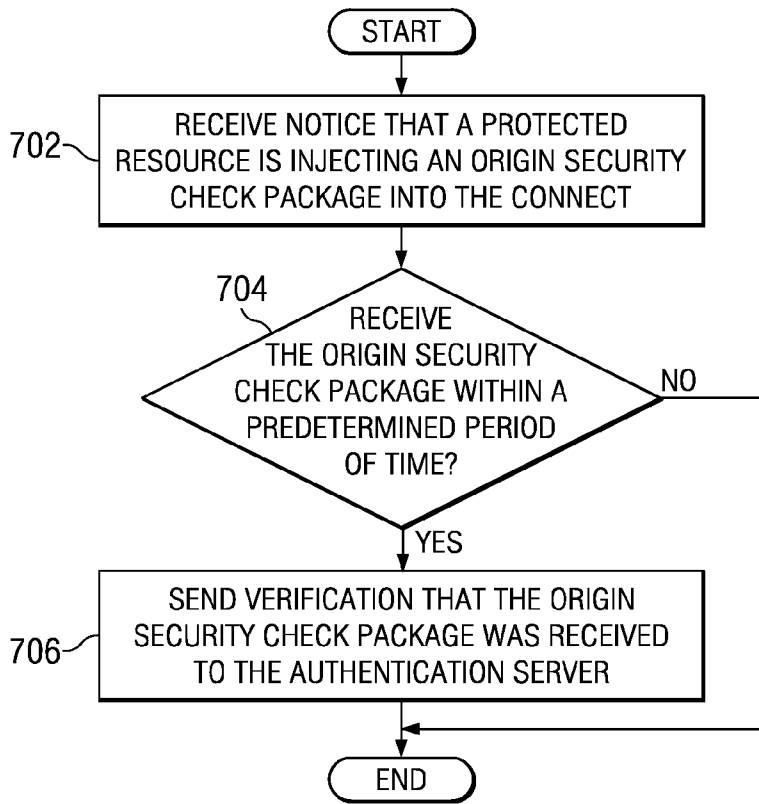 START
702
RECEIVE NOTICE THAT A PROTECTED
RESOURCE IS INJECTING AN ORIGIN SECURITY
CHECK PACKAGE INTO THE CONNECT
704
RECEIVE
THE ORIGIN SECURITY
CHECK PACKAGE WITHIN A
PREDETERMINED PERIOD
OF TIME?
NO
YES
706
SEND VERIFICATION THAT THE ORIGIN
SECURITY CHECK PACKAGE WAS RECEIVED
TO THE AUTHENTICATION SERVER
END